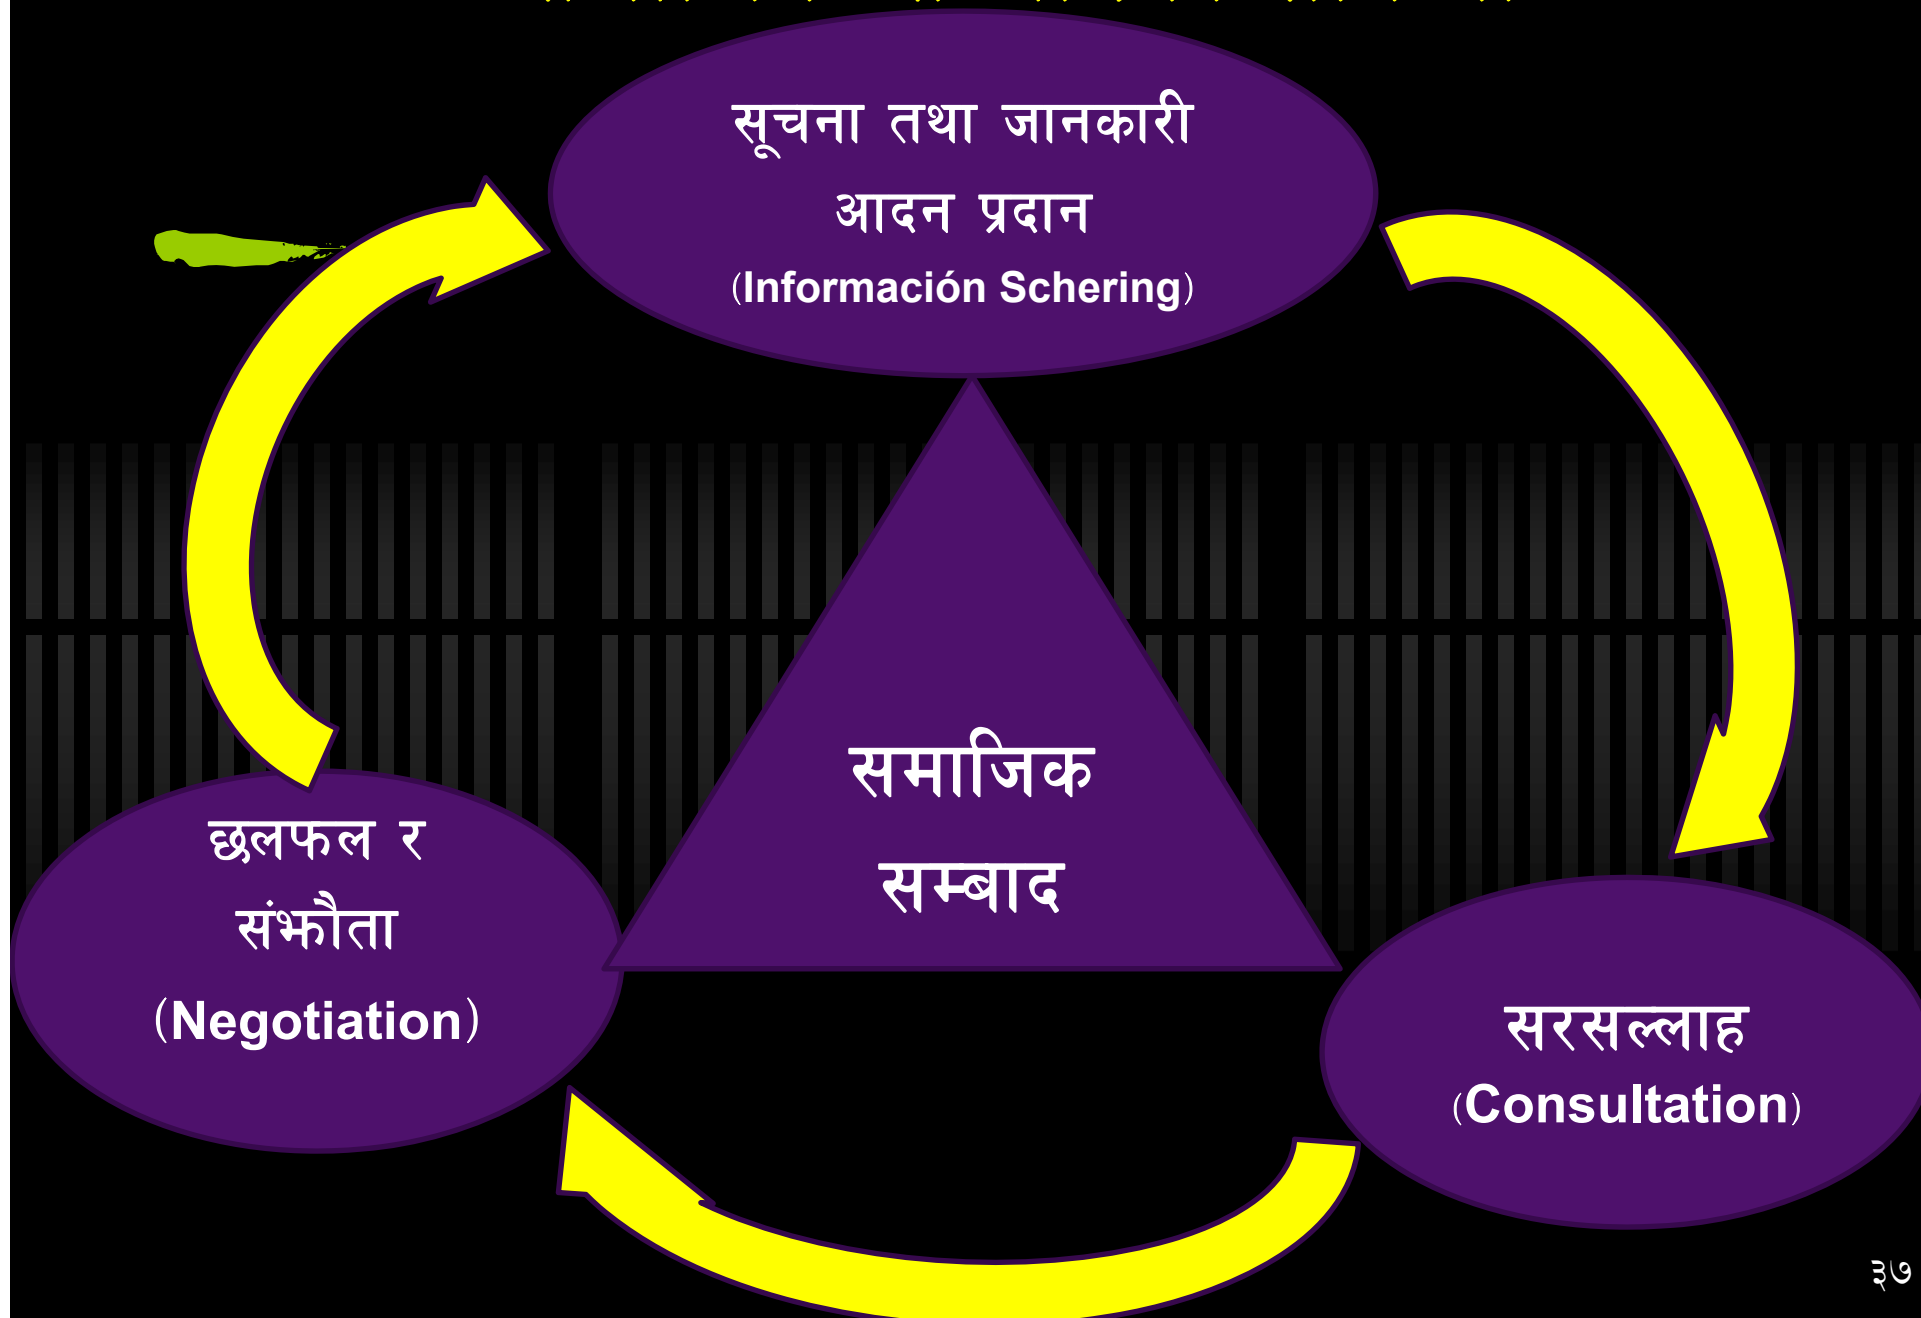 सूचना तथा जानकारी
आदन प्रदान
(Información Schering)
समाजिक
सम्बाद
छलफल र
संझौता
(Negotiation)
सरसल्लाह
(Consultation)
३७